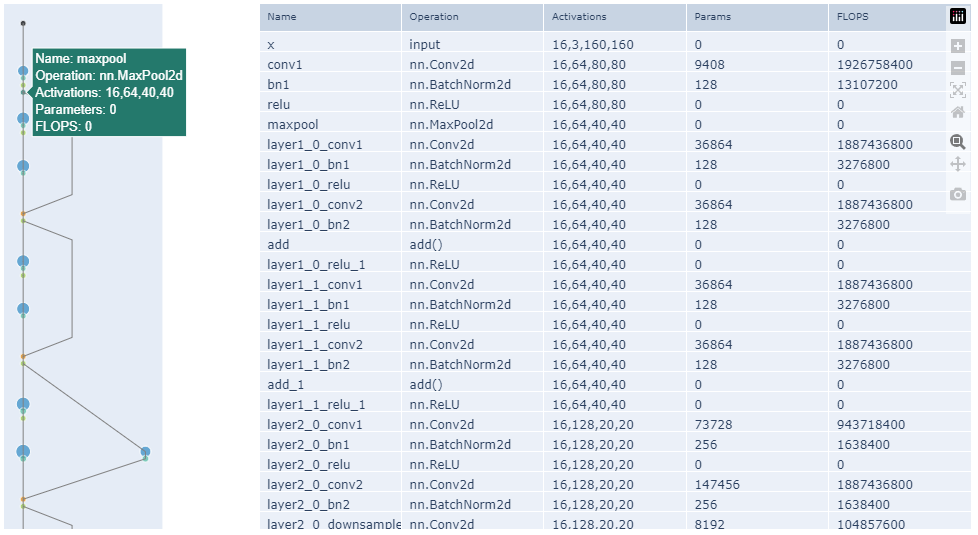 Name: maxpool
Operation: nn.MaxPool2d
Activations: 16,64,40,40
Parameters: 0
FLOPS: 0
Name Operation Activations Params FLOPS
x input 16,3,160,160 0 0
conv1 nn.Conv2d 16,64,80,80 9408 1926758400
bn1 nn.BatchNorm2d 16,64,80,80 128 13107200
relu nn.ReLU 16,64,80,80 0 0
maxpool nn.MaxPool2d 16,64,40,40 0 0
layer1_0_conv1 nn.Conv2d 16,64,40,40 36864 1887436800
layer1_0_bn1 nn.BatchNorm2d 16,64,40,40 128 3276800
layer1_0_relu nn.ReLU 16,64,40,40 0 0
layer1_0_conv2 nn.Conv2d 16,64,40,40 36864 1887436800
layer1_0_bn2 nn.BatchNorm2d 16,64,40,40 128 3276800
add add() 16,64,40,40 0 0
layer1_0_relu_1 nn.ReLU 16,64,40,40 0 0
layer1_1_conv1 nn.Conv2d 16,64,40,40 36864 1887436800
layer1_1_bn1 nn.BatchNorm2d 16,64,40,40 128 3276800
layer1_1_relu nn.ReLU 16,64,40,40 0 0
layer1_1_conv2 nn.Conv2d 16,64,40,40 36864 1887436800
layer1_1_bn2 nn.BatchNorm2d 16,64,40,40 128 3276800
add_1 add() 16,64,40,40 0 0
layer1_1_relu_1 nn.ReLU 16,64,40,40 0 0
layer2_0_conv1 nn.Conv2d 16,128,20,20 73728 943718400
layer2_0_bn1 nn.BatchNorm2d 16,128,20,20 256 1638400
layer2_0_relu nn.ReLU 16,128,20,20 0 0
layer2_0_conv2 nn.Conv2d 16,128,20,20 147456 1887436800
layer2_0_bn2 nn.BatchNorm2d 16,128,20,20 256 1638400
layer2_0_downsample nn.Conv2d 16,128,20,20 8192 104857600